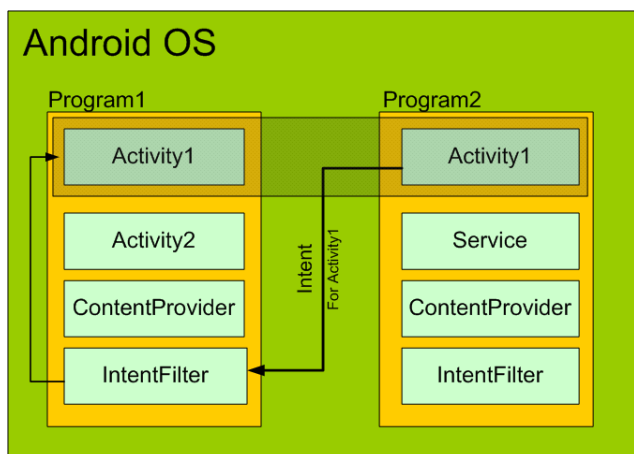 Android OS
Program1
Activity1
Activity2
ContentProvider
IntentFilter
Intent
For Activity1
Program2
Activity1
Service
ContentProvider
IntentFilter